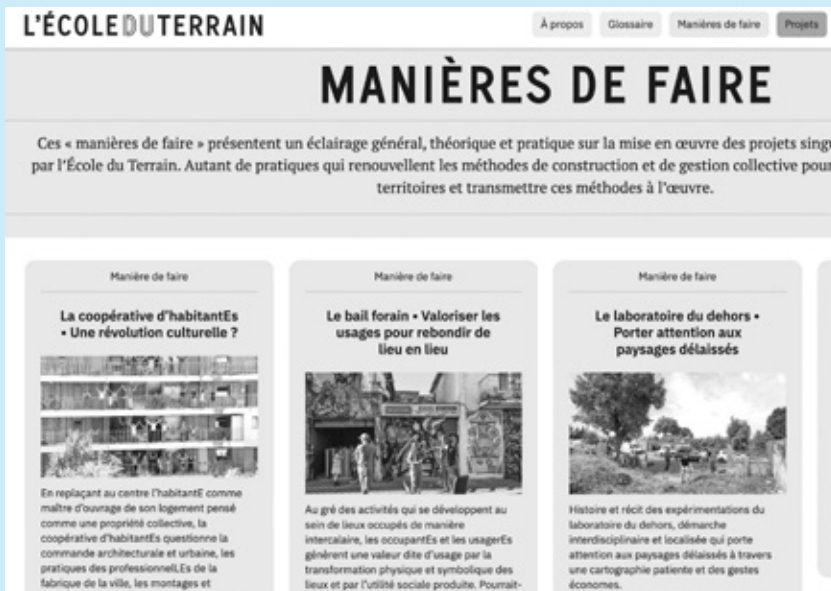 L'ÉCOLEDUTERRAIN
À propos
Glossaire
Manières de faire
Projets
MANIÈRES DE FAIRE
Ces « manières de faire » présentent un éclairage général, théorique et pratique sur la mise en œuvre des projets singu
par l'École du Terrain. Autant de pratiques qui renouvellent les méthodes de construction et de gestion collective pour
territoires et transmettre ces méthodes à l'œuvre.
Manière de faire
La coopérative d'habitantEs
• Une révolution culturelle ?
En replaçant au centre l'habitantE comme
maître d'ouvrage de son logement pensé
comme une propriété collective, la
coopérative d'habitantEs questionne la
commande architecturale et urbaine, les
pratiques des professionnelLEs de la
fabrique de la ville, les montages et
Manière de faire
Le bail forain • Valoriser les
usages pour rebondir de
lieu en lieu
Au gré des activités qui se développent au
sein de lieux occupés de manière
intercalaire, les occupantEs et les usagerEs
génèrent une valeur dite d'usage par la
transformation physique et symbolique des
lieux et par l'utilité sociale produite. Pourrait-
Manière de faire
Le laboratoire du dehors •
Porter attention aux
paysages délaissés
Histoire et récit des expérimentations du
laboratoire du dehors, démarche
interdisciplinaire et localisée qui porte
attention aux paysages délaissés à travers
une cartographie patiente et des gestes
économes.